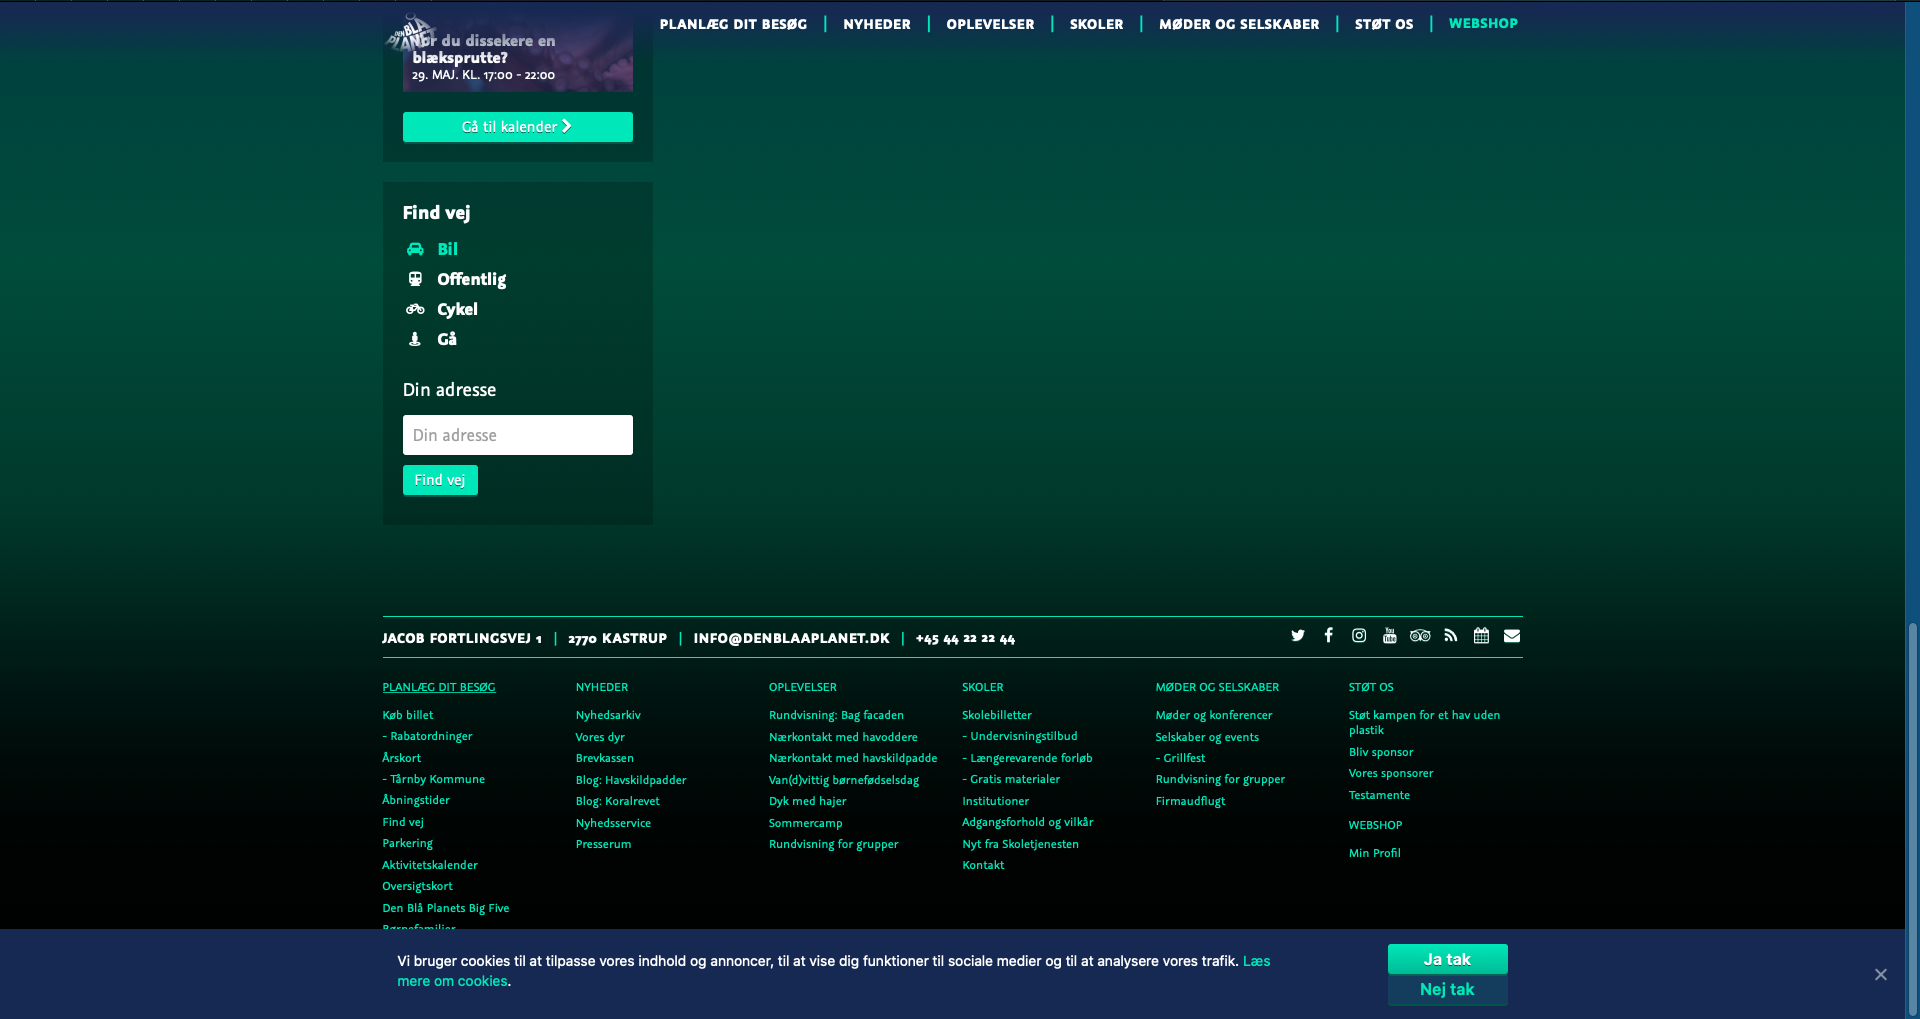 DEN BLÅ PLANET
PLANLÆG DIT BESØG | NYHEDER | OPLEVELSER | SKOLER | MØDER OG SELSKABER | STØT OS | WEBSHOP
du dissekere en
blæksprutte?
29. MAJ. KL. 17:00 - 22:00
Gå til kalender
Find vej
Bil
Offentlig
Cykel
Gå
Din adresse
Din adresse
Find vej
JACOB FORTLINGSVEJ 1 | 2770 KASTRUP | INFO@DENBLAAPLANET.DK | +45 44 22 22 44
PLANLÆG DIT BESØG
Køb billet
- Rabatordninger
Årskort
- Tårnby Kommune
Åbningstider
Find vej
Parkering
Aktivitetskalender
Oversigtskort
Den Blå Planets Big Five
Børnefamilier
NYHEDER
Nyhedsarkiv
Vores dyr
Brevkassen
Blog: Havskildpadder
Blog: Koralrevet
Nyhedsservice
Presserum
OPLEVELSER
Rundvisning: Bag facaden
Nærkontakt med havoddere
Nærkontakt med havskildpadde
Van(d)vittig børnefødselsdag
Dyk med hajer
Sommercamp
Rundvisning for grupper
SKOLER
Skolebilletter
- Undervisningstilbud
- Længerevarende forløb
- Gratis materialer
Institutioner
Adgangsforhold og vilkår
Nyt fra Skoletjenesten
Kontakt
MØDER OG SELSKABER
Møder og konferencer
Selskaber og events
- Grillfest
Rundvisning for grupper
Firmaudflugt
STØT OS
Støt kampen for et hav uden
plastik
Bliv sponsor
Vores sponsorer
Testamente
WEBSHOP
Min Profil
Vi bruger cookies til at tilpasse vores indhold og annoncer, til at vise dig funktioner til sociale medier og til at analysere vores trafik. Læs
mere om cookies.
Ja tak
Nej tak